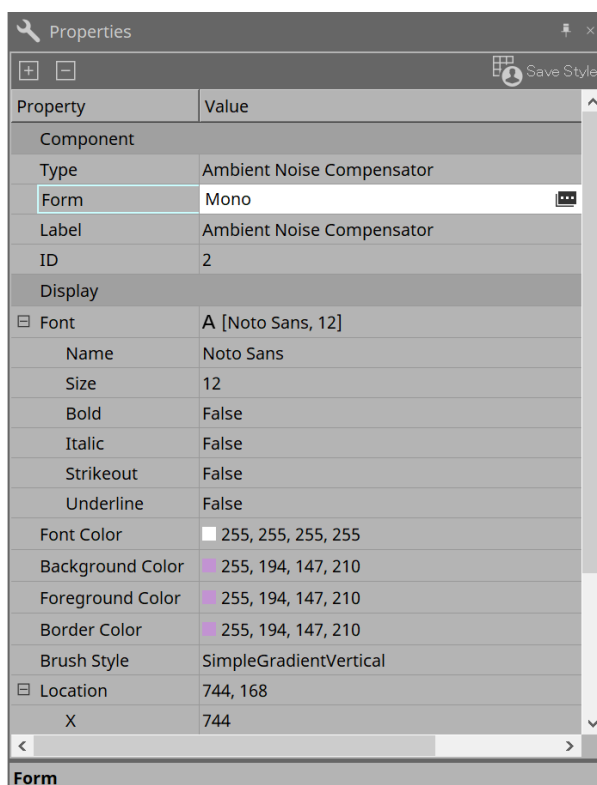 Properties
Save Style
Property Value
Component
Type Ambient Noise Compensator
Form Mono
Label Ambient Noise Compensator
ID 2
Display
Font A [Noto Sans, 12]
Name Noto Sans
Size 12
Bold False
Italic False
Strikeout False
Underline False
Font Color 255, 255, 255, 255
Background Color 255, 194, 147, 210
Foreground Color 255, 194, 147, 210
Border Color 255, 194, 147, 210
Brush Style SimpleGradientVertical
Location 744, 168
X 744
Form